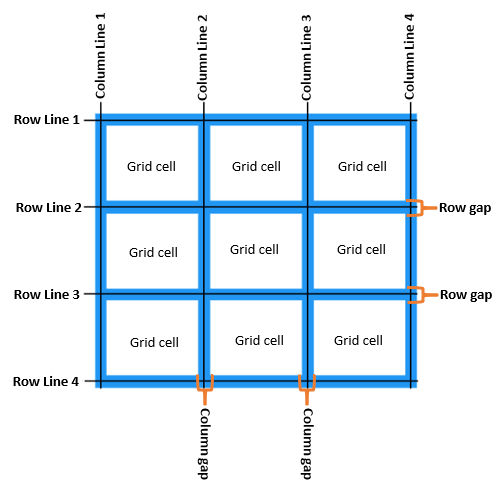 Column Line 1
Column Line 2
Column Line 3
Column Line 4
Row Line 1
Grid cell
Grid cell
Grid cell
Row Line 2
Row gap
Grid cell
Grid cell
Grid cell
Row Line 3
Row gap
Grid cell
Grid cell
Grid cell
Row Line 4
Column gap
Column gap